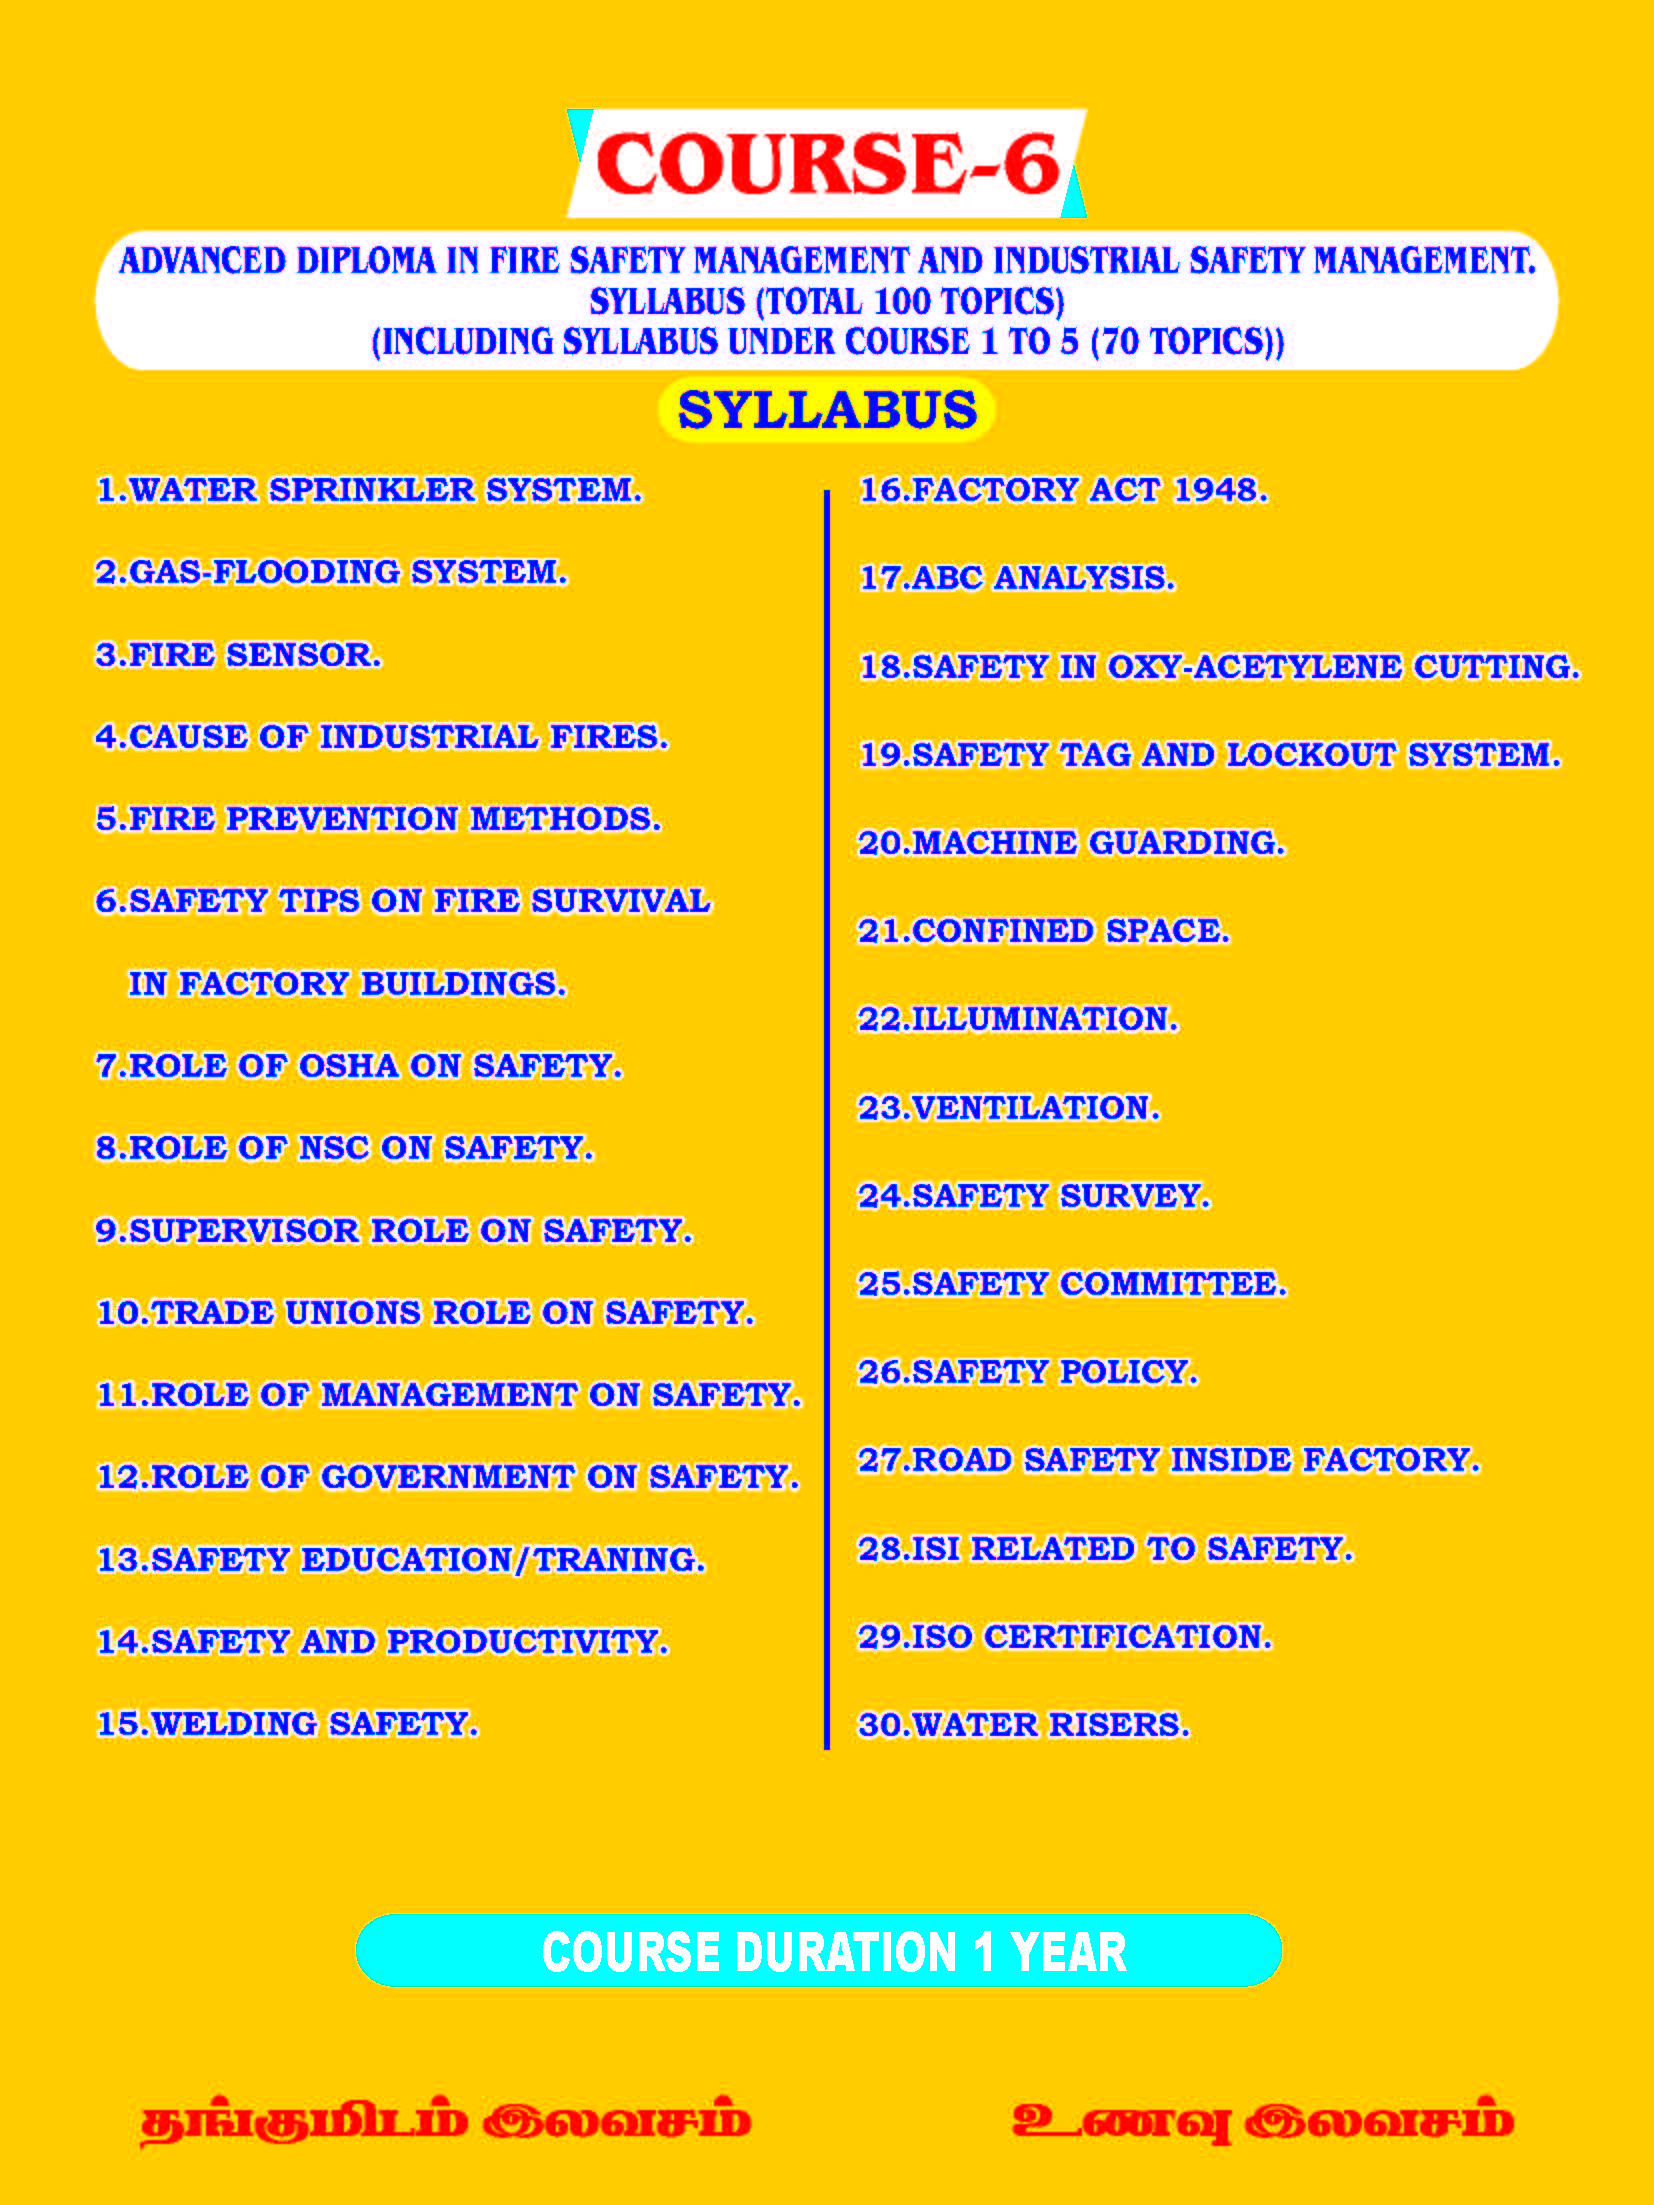 COURSE-6
ADVANCED DIPLOMA IN FIRE SAFETY MANAGEMENT AND INDUSTRIAL SAFETY MANAGEMENT.
SYLLABUS (TOTAL 100 TOPICS)
(INCLUDING SYLLABUS UNDER COURSE 1 TO 5 (70 TOPICS))
SYLLABUS
1.WATER SPRINKLER SYSTEM.
2.GAS-FLOODING SYSTEM.
3.FIRE SENSOR.
4.CAUSE OF INDUSTRIAL FIRES.
5.FIRE PREVENTION METHODS.
6.SAFETY TIPS ON FIRE SURVIVAL
IN FACTORY BUILDINGS.
7.ROLE OF OSHA ON SAFETY.
8.ROLE OF NSC ON SAFETY.
9.SUPERVISOR ROLE ON SAFETY.
10.TRADE UNIONS ROLE ON SAFETY.
11.ROLE OF MANAGEMENT ON SAFETY.
12.ROLE OF GOVERNMENT ON SAFETY.
13.SAFETY EDUCATION/TRANING.
14.SAFETY AND PRODUCTIVITY.
15.WELDING SAFETY.
16.FACTORY ACT 1948.
17.ABC ANALYSIS.
18.SAFETY IN OXY-ACETYLENE CUTTING.
19.SAFETY TAG AND LOCKOUT SYSTEM.
20.MACHINE GUARDING.
21.CONFINED SPACE.
22.ILLUMINATION.
23.VENTILATION.
24.SAFETY SURVEY.
25.SAFETY COMMITTEE.
26.SAFETY POLICY.
27.ROAD SAFETY INSIDE FACTORY.
28.ISI RELATED TO SAFETY.
29.ISO CERTIFICATION.
30.WATER RISERS.
COURSE DURATION 1 YEAR
தங்குமிடம் இலவசம்
உணவு இலவசம்